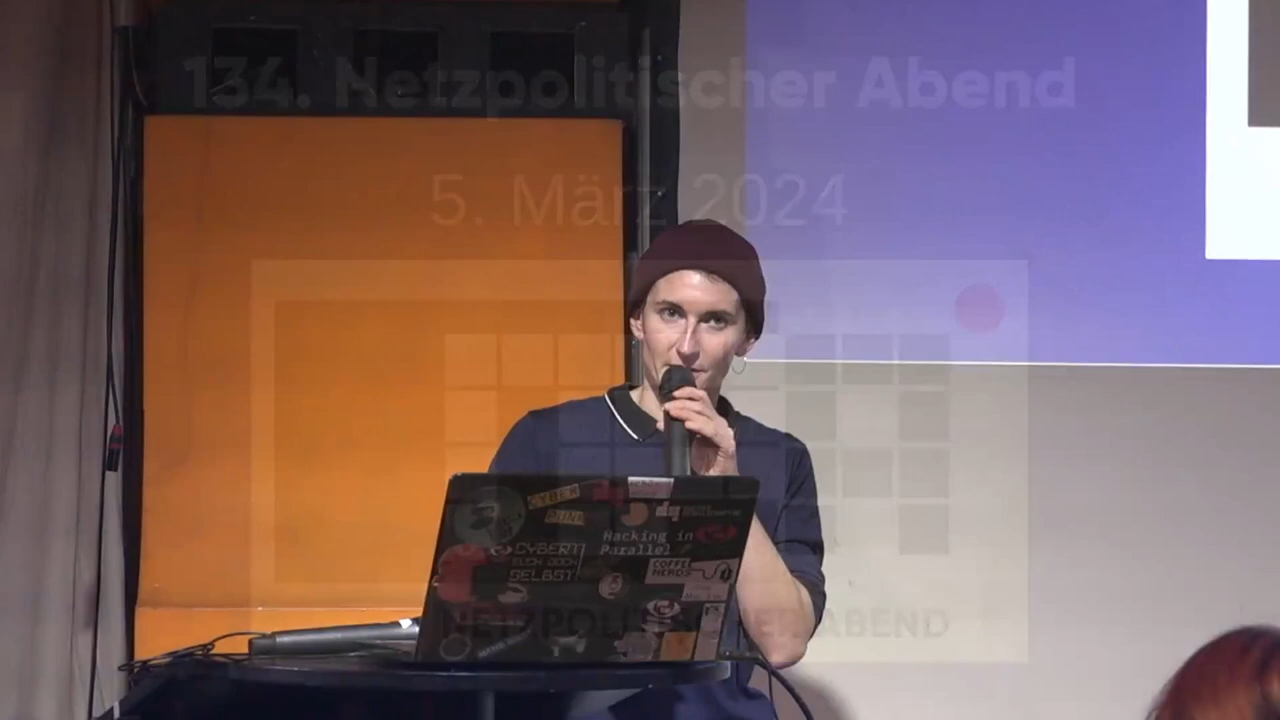 134. Netzpolitischer Abend
5. März 2024
CYBER
Hacking in
Parallel
CYBERT
EUCH DOCH
SELBST!
COFFEE
NERDS
NETZPOLITISCHER ABEND